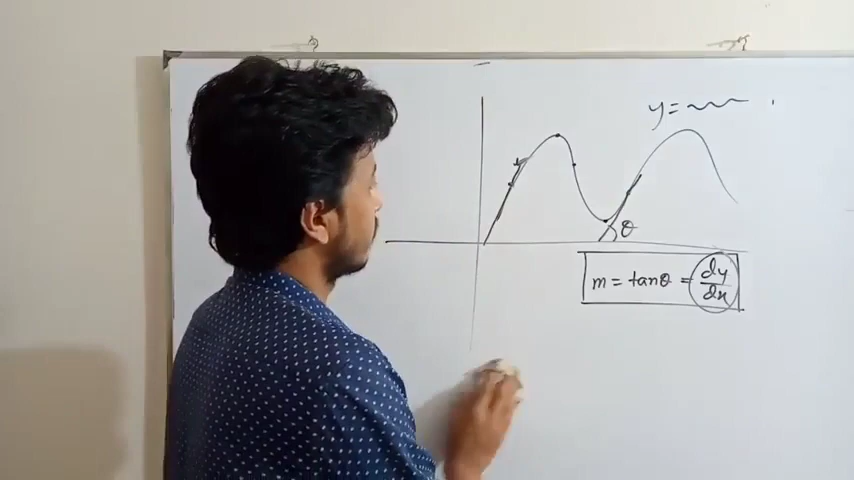 y =
θ
m = tanθ = dy/dx